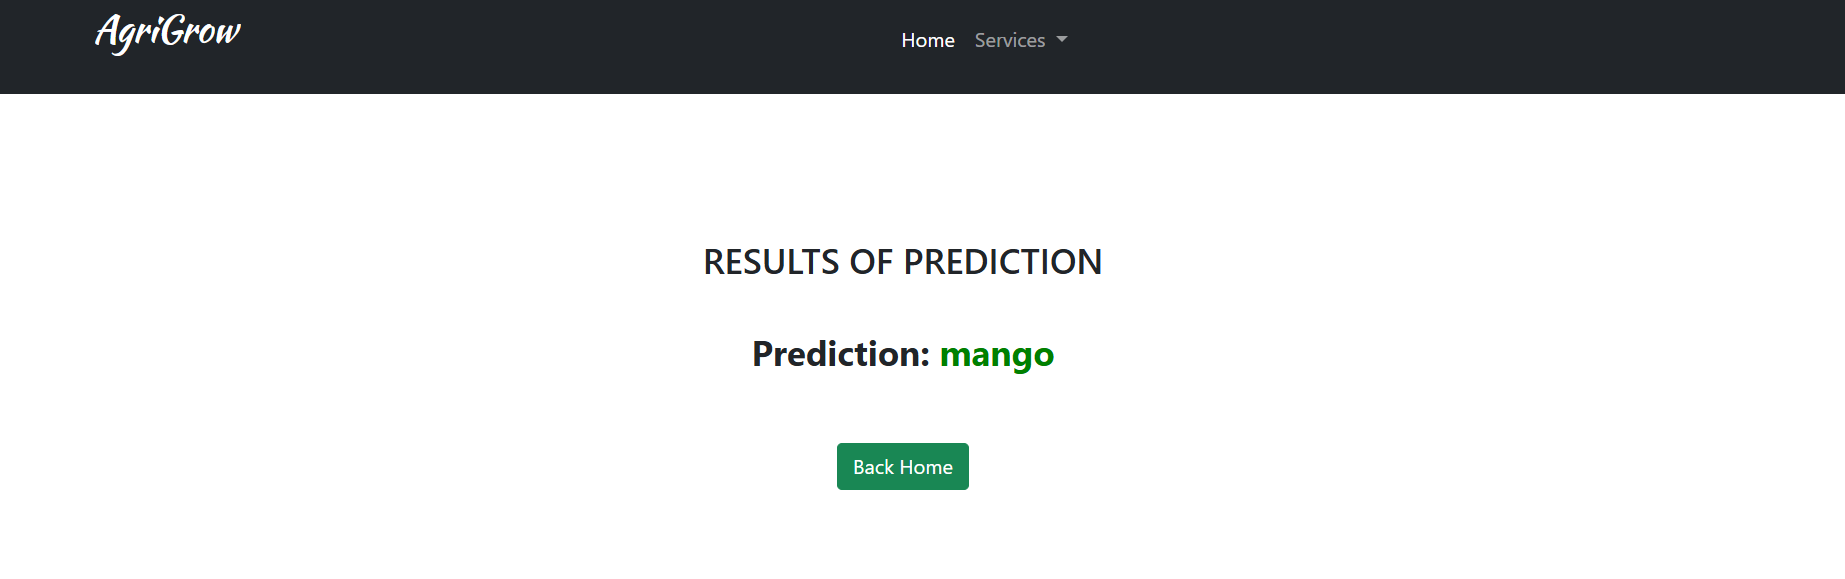 AgriGrow
Home Services
RESULTS OF PREDICTION
Prediction: mango
Back Home